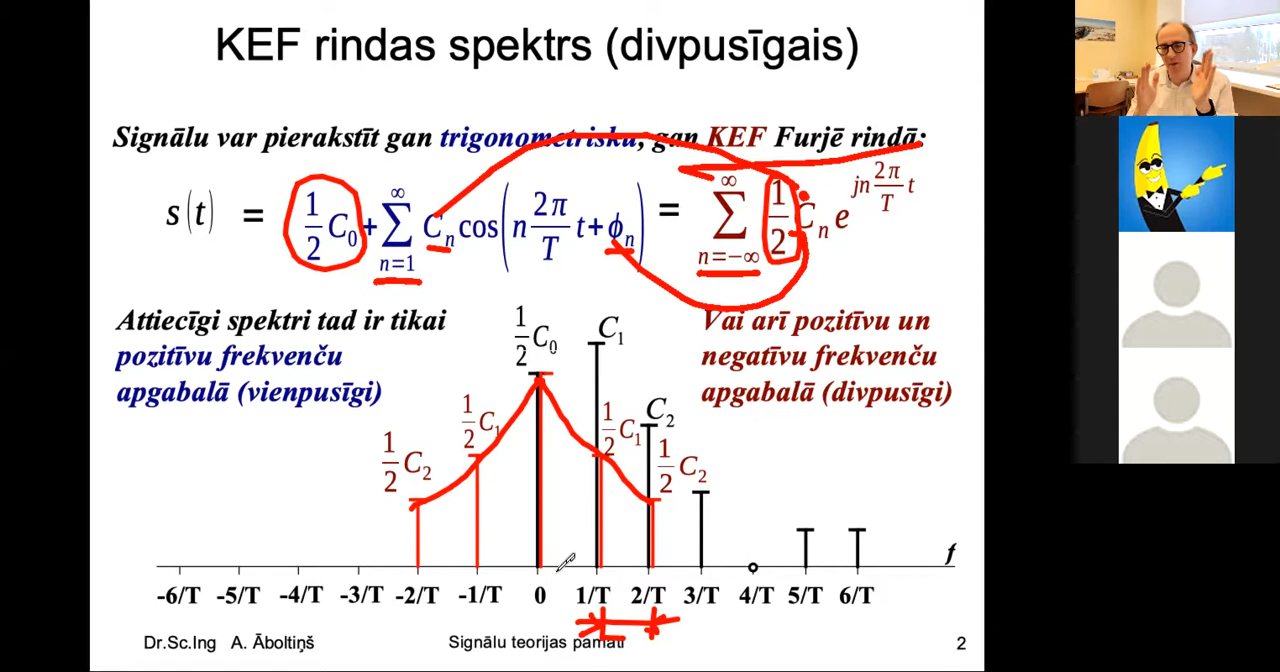 KEF rindas spektrs (divpusīgais)
Signālu var pierakstīt gan trigonometrisku, gan KEF Furjē rindā:
s(t) = 1/2 C₀ + ∑ₙ₌₁^∞ Cₙ cos(n 2π/T t + ϕₙ) = ∑ₙ₌₋∞^∞ 1/2 Ċₙ e^(jn 2π/T t)
Attiecīgi spektri tad ir tikai
pozitīvu frekvenču
apgabalā (vienpusīgi)
Vai arī pozitīvu un
negatīvu frekvenču
apgabalā (divpusīgi)
1/2 C₀
C₁
1/2 C₁
1/2 C₁
C₂
1/2 C₂
1/2 C₂
f
-6/T -5/T -4/T -3/T -2/T -1/T 0 1/T 2/T 3/T 4/T 5/T 6/T
Dr.Sc.Ing A. Āboltiņš Signālu teorijas pamati 2